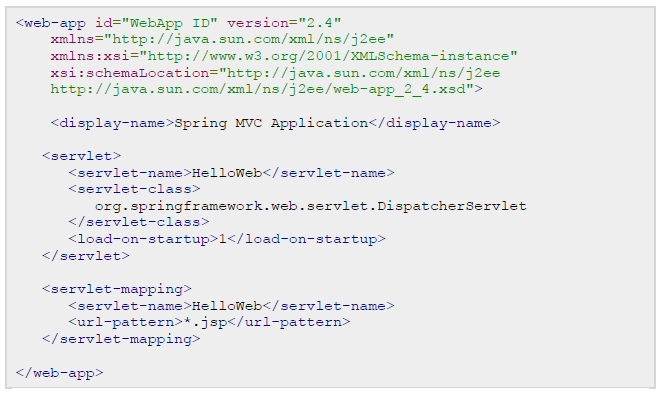 <web-app id="WebApp ID" version="2.4"
xmlns="http://java.sun.com/xml/ns/j2ee"
xmlns:xsi="http://www.w3.org/2001/XMLSchema-instance"
xsi:schemaLocation="http://java.sun.com/xml/ns/j2ee
http://java.sun.com/xml/ns/j2ee/web-app_2_4.xsd">
<display-name>Spring MVC Application</display-name>
<servlet>
<servlet-name>HelloWeb</servlet-name>
<servlet-class>
org.springframework.web.servlet.DispatcherServlet
</servlet-class>
<load-on-startup>1</load-on-startup>
</servlet>
<servlet-mapping>
<servlet-name>HelloWeb</servlet-name>
<url-pattern>*.jsp</url-pattern>
</servlet-mapping>
</web-app>